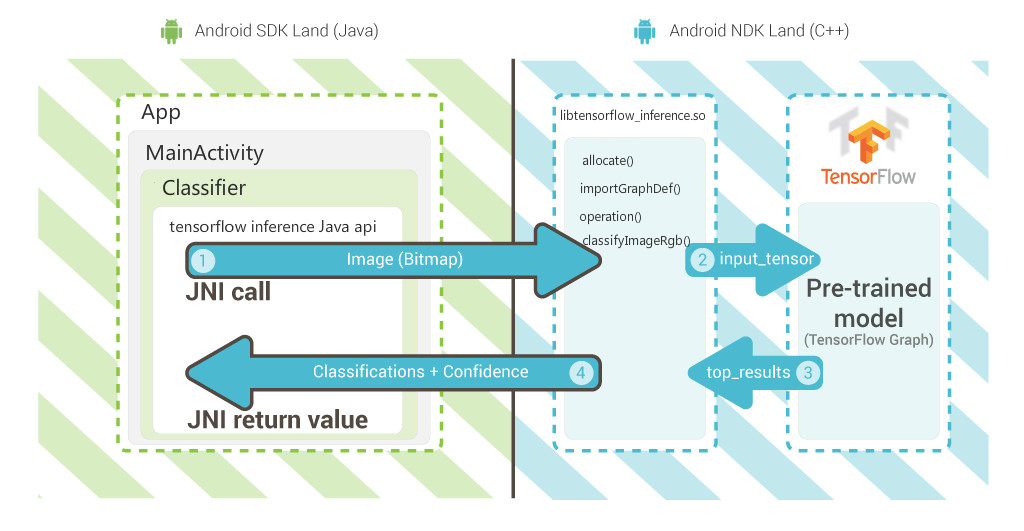 Android SDK Land (Java)
Android NDK Land (C++)
App
MainActivity
Classifier
tensorflow inference Java api
1 Image (Bitmap)
JNI call
Classifications + Confidence 4
JNI return value
libtensorflow_inference.so
allocate()
importGraphDef()
operation()
classifyImageRgb()
2 input_tensor
top_results 3
TensorFlow
Pre-trained
model
(TensorFlow Graph)